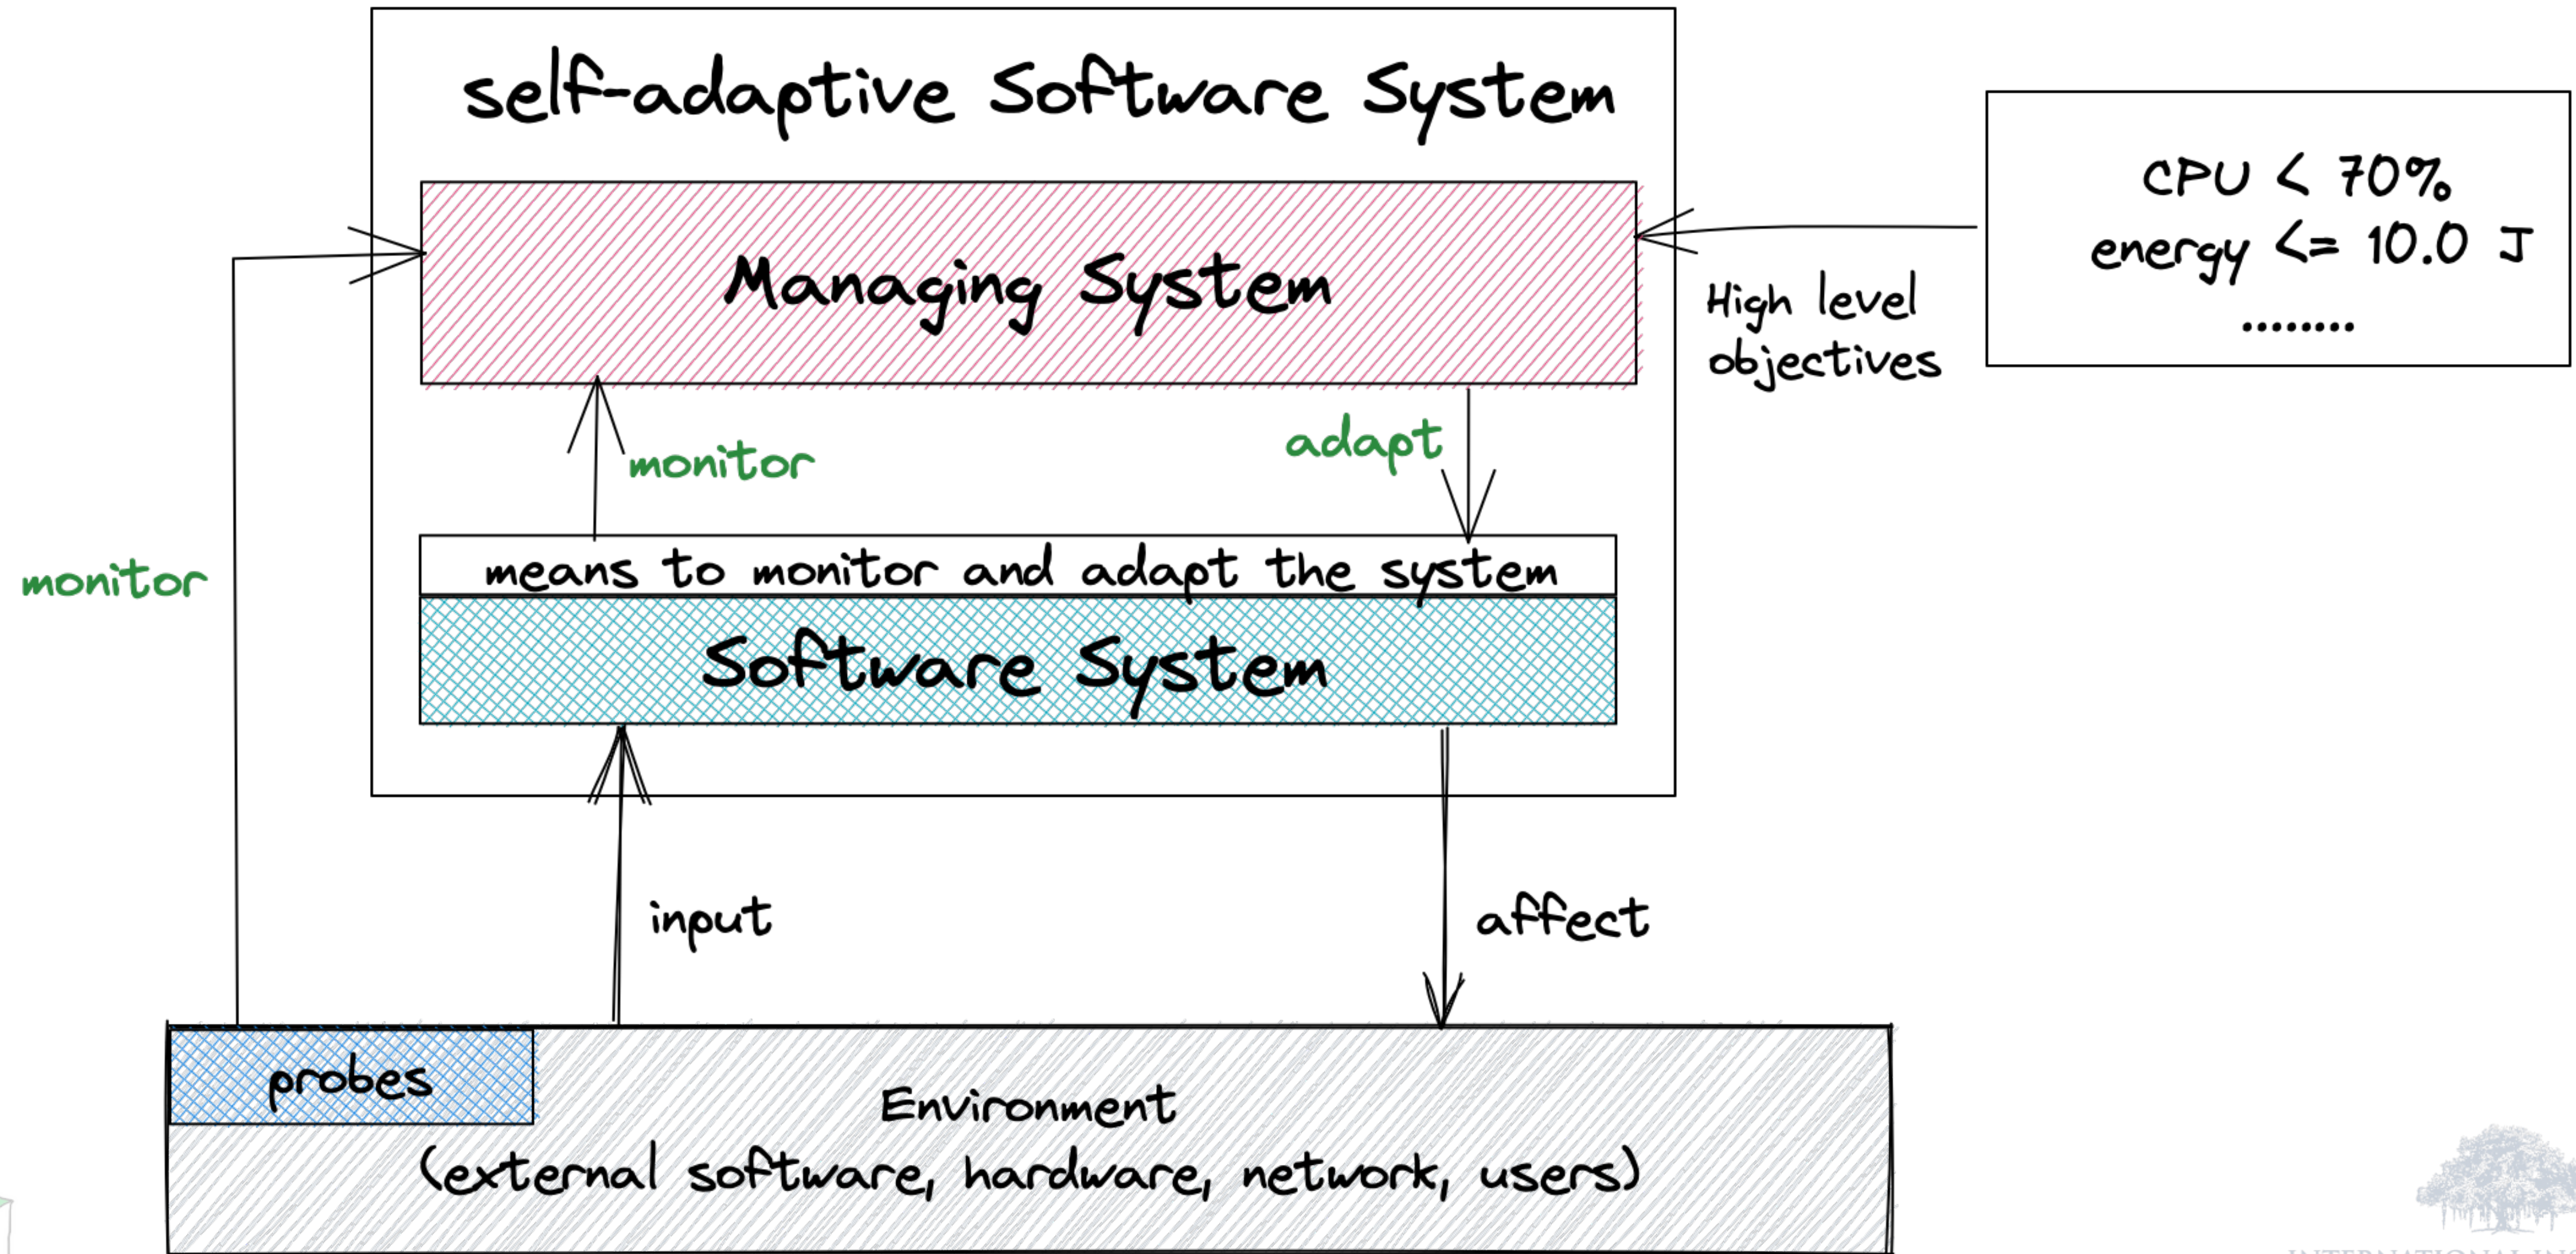 self-adaptive Software System
Managing System
CPU < 70%
energy <= 10.0 J
........
High level
objectives
monitor
adapt
monitor
means to monitor and adapt the system
Software System
input
affect
probes
Environment
(external software, hardware, network, users)